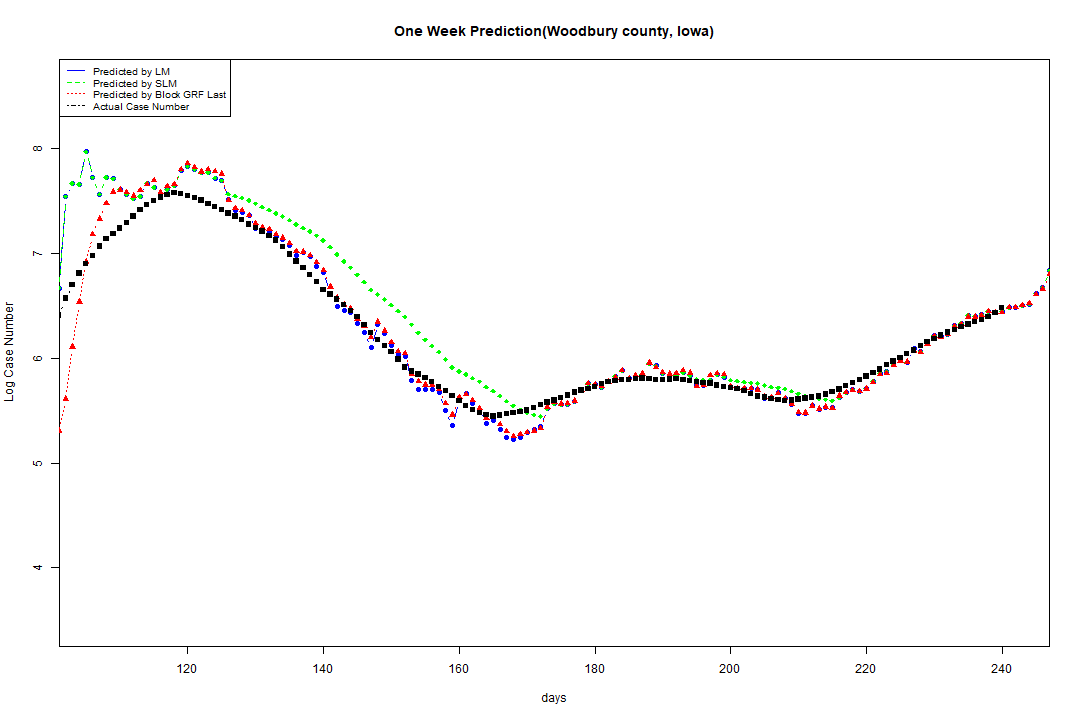 One Week Prediction(Woodbury county, Iowa)
Predicted by LM
Predicted by SLM
Predicted by Block GRF Last
Actual Case Number
8
7
6
5
4
Log Case Number
120 140 160 180 200 220 240
days